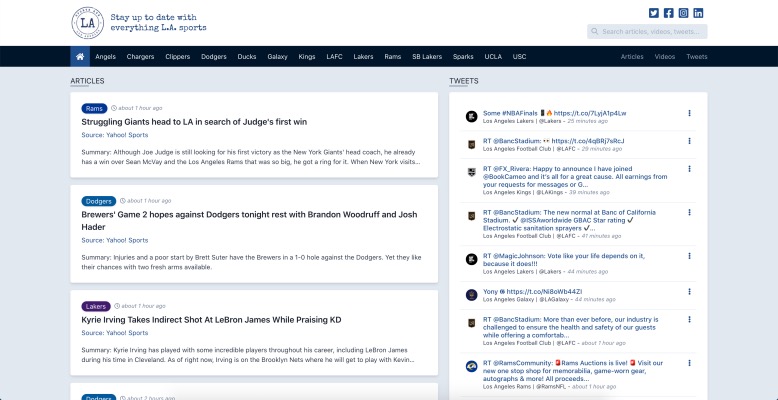 LA
Stay up to date with
everything L.A. sports
Search articles, videos, tweets...
Angels Chargers Clippers Dodgers Ducks Galaxy Kings LAFC Lakers Rams SB Lakers Sparks UCLA USC Articles Videos Tweets
ARTICLES
Rams about 1 hour ago
Struggling Giants head to LA in search of Judge's first win
Source: Yahoo! Sports
Summary: Although Joe Judge is still looking for his first victory as the New York Giants' head coach, he already
has a win over Sean McVay and the Los Angeles Rams that was so big, he got a ring for it. When New York visits...
Dodgers about 1 hour ago
Brewers' Game 2 hopes against Dodgers tonight rest with Brandon Woodruff and Josh
Hader
Source: Yahoo! Sports
Summary: Injuries and a poor start by Brett Suter have the Brewers in a 1-0 hole against the Dodgers. Yet they like
their chances with two fresh arms available.
Lakers about 1 hour ago
Kyrie Irving Takes Indirect Shot At LeBron James While Praising KD
Source: Yahoo! Sports
Summary: Kyrie Irving has played with some incredible players throughout his career, including LeBron James
during his time in Cleveland. As of right now, Irving is on the Brooklyn Nets where he will get to play with Kevin...
Dodgers about 2 hours ago
TWEETS
Some #NBAFinals 📱🔥 https://t.co/7LyjA1p4Lw
Los Angeles Lakers | @Lakers - 25 minutes ago
RT @BancStadium: 👀 https://t.co/4qBRj7sRcJ
Los Angeles Football Club | @LAFC - 29 minutes ago
RT @FX_Rivera: Happy to announce I have joined
@BookCameo and it's all for a great cause. All earnings from
your requests for messages or G...
Los Angeles Kings | @LAKings - 39 minutes ago
RT @BancStadium: The new normal at Banc of California
Stadium. ✔ @ISSAworldwide GBAC Star rating ✔
Electrostatic sanitation sprayers ✔...
Los Angeles Football Club | @LAFC - 41 minutes ago
RT @MagicJohnson: Vote like your life depends on it,
because it does!!!
Los Angeles Lakers | @Lakers - 44 minutes ago
Yony https://t.co/Ni8oWb44ZI
Los Angeles Galaxy | @LAGalaxy - 44 minutes ago
RT @BancStadium: More than ever before, our industry is
challenged to ensure the health and safety of our guests
while offering a comfortab...
Los Angeles Football Club | @LAFC - about 1 hour ago
RT @RamsCommunity: 🚨Rams Auctions is live! 🚨 Visit our
new one stop shop for memorabilia, game-worn gear,
autographs & more! All proceeds...
Los Angeles Rams | @RamsNFL - about 1 hour ago